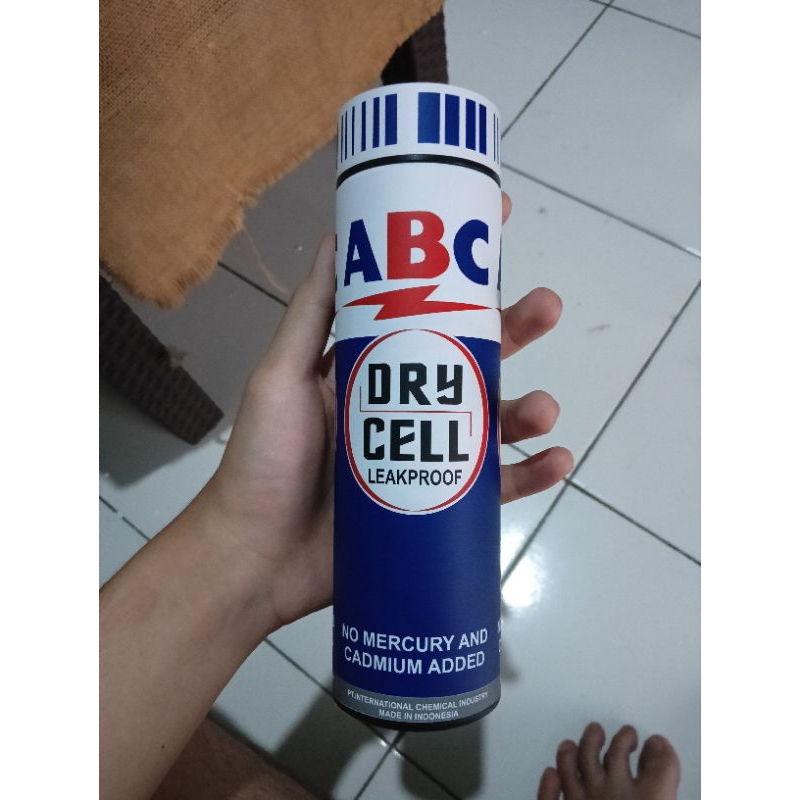 ABC
DRY
CELL
LEAKPROOF
NO MERCURY AND
CADMIUM ADDED
PT.INTERNATIONAL CHEMICAL INDUSTRY
MADE IN INDONESIA